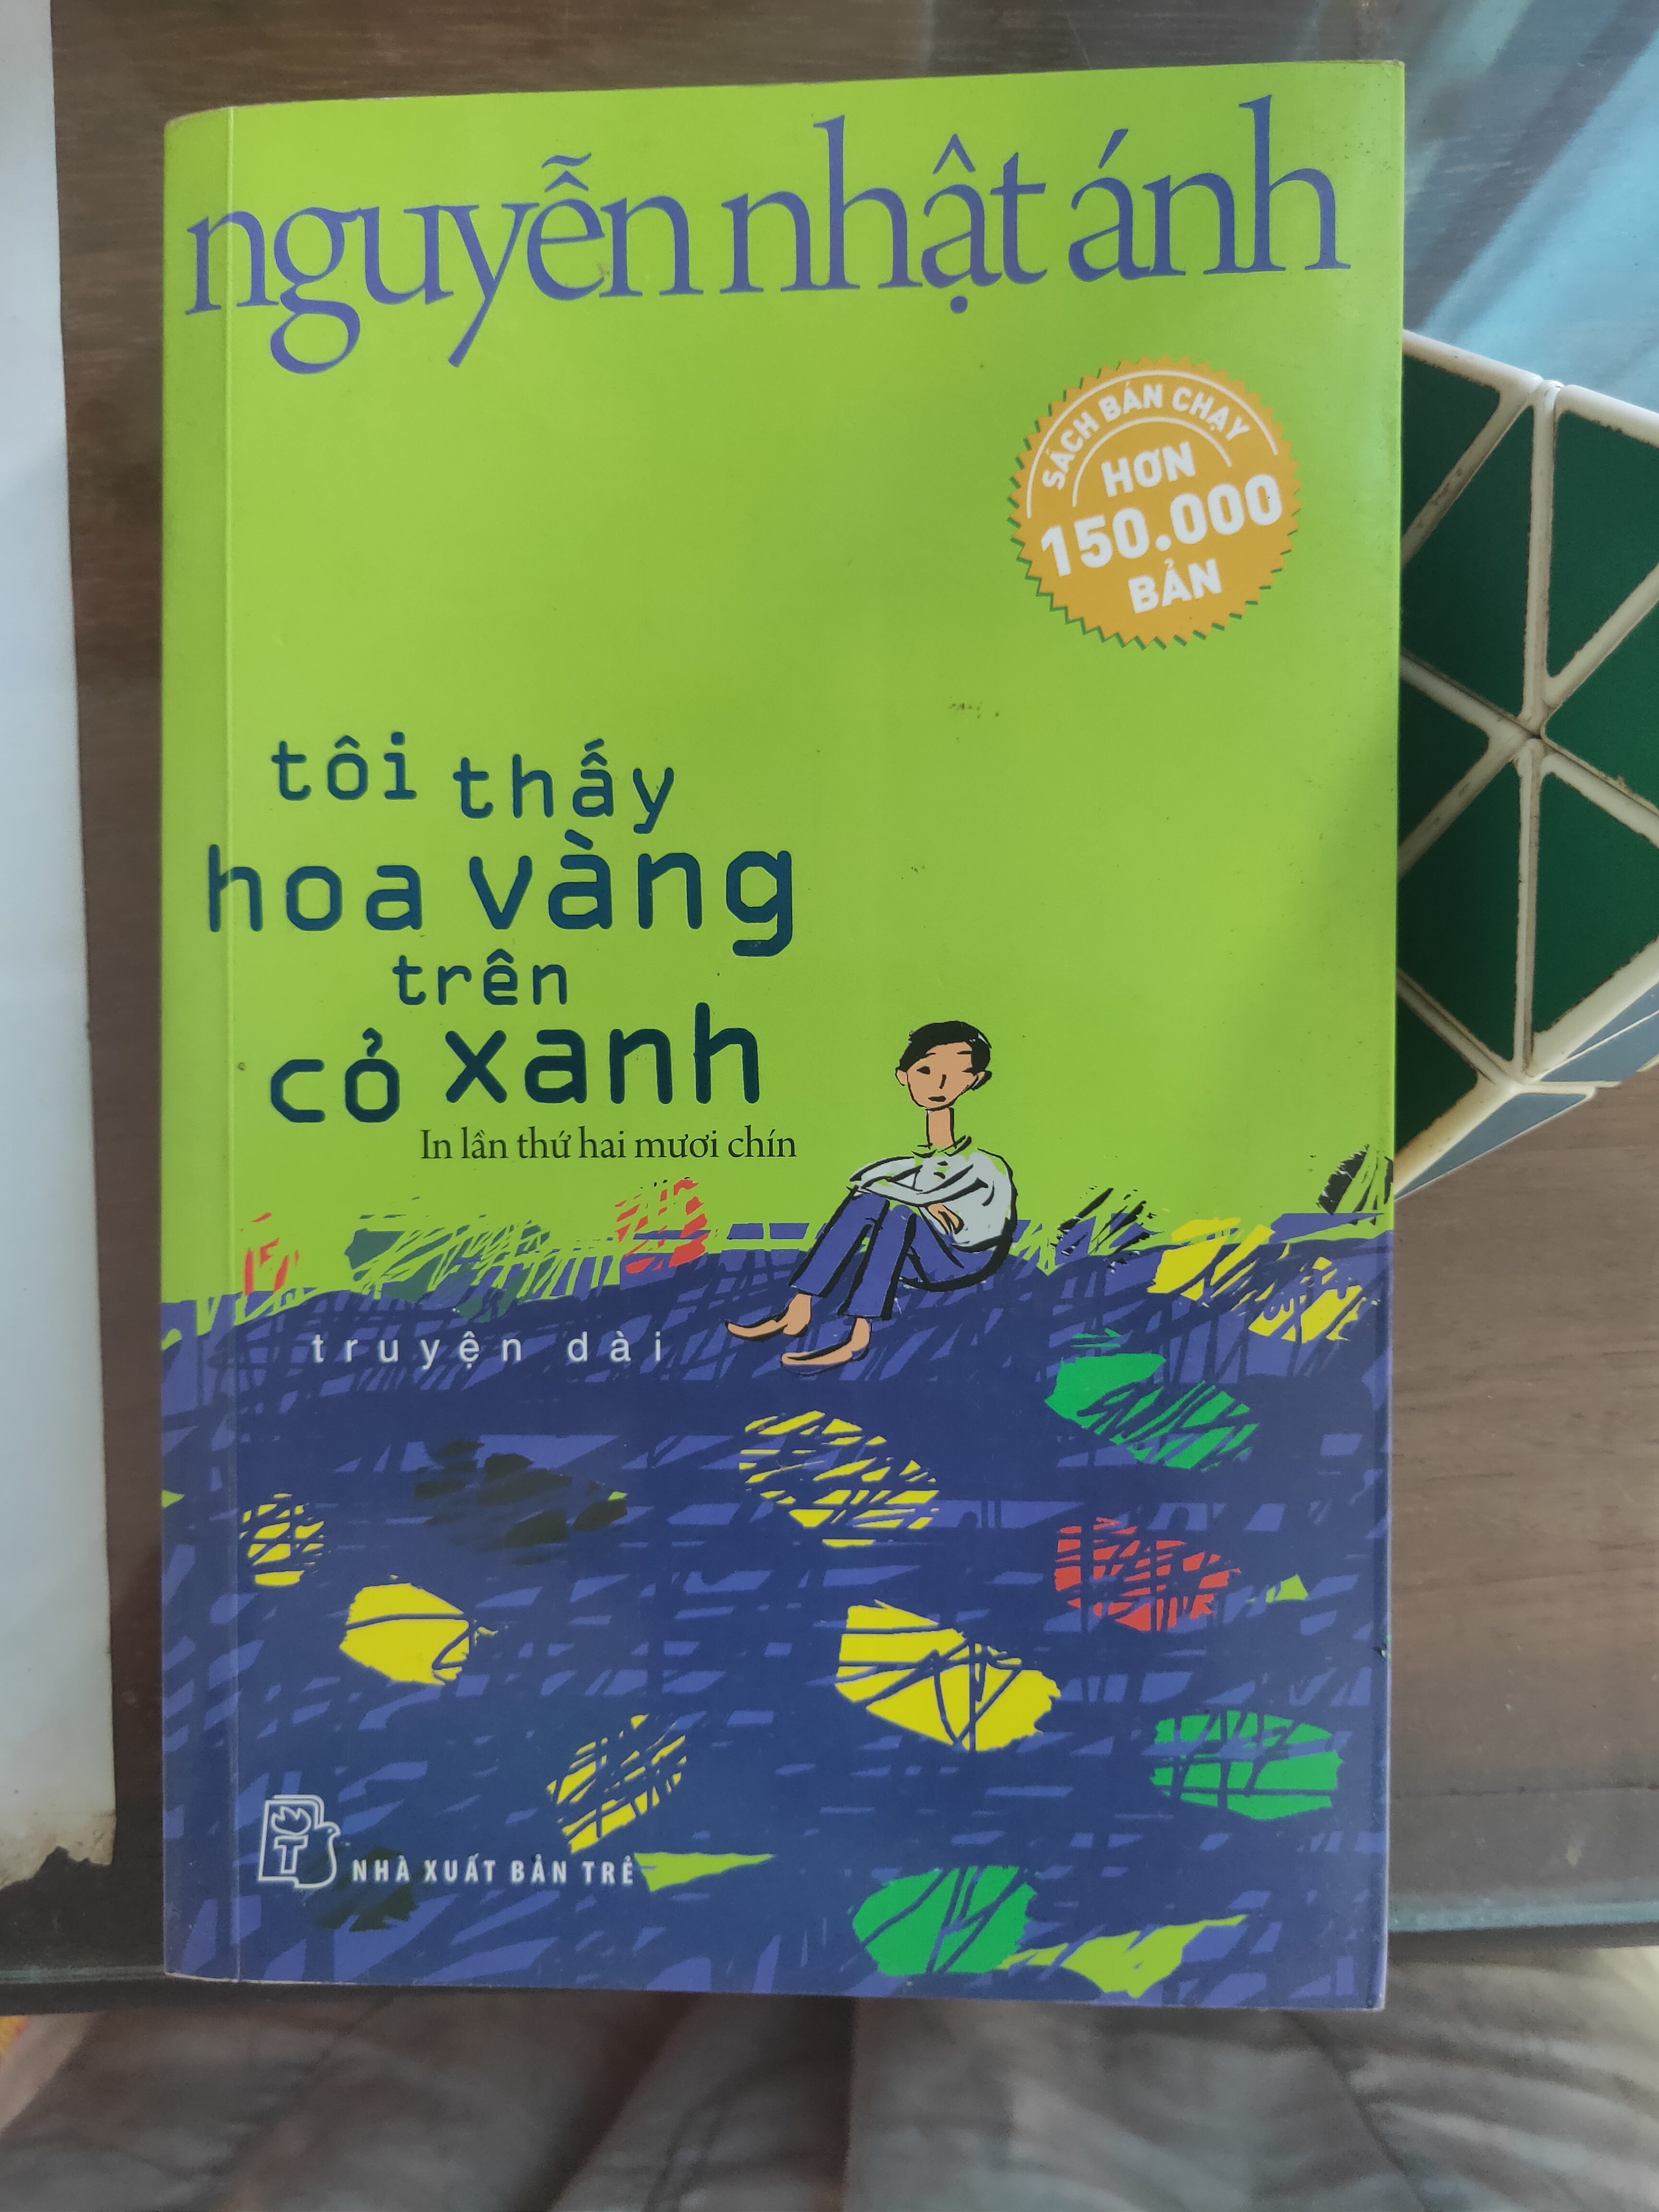 nguyễn nhật ánh
SÁCH BÁN CHẠY
HƠN
150.000
BẢN
tôi thấy
hoa vàng
trên
cỏ xanh
In lần thứ hai mươi chín
truyện dài
NHÀ XUẤT BẢN TRẺ